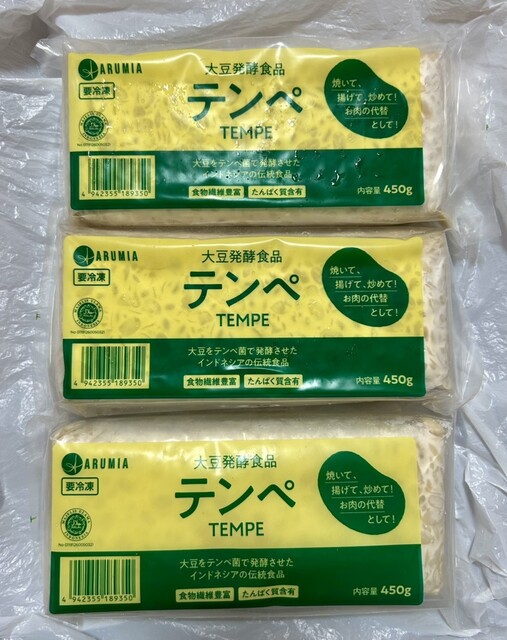 ARUMIA
要冷凍
大豆発酵食品
テンペ
TEMPE
焼いて、
揚げて、炒めて!
お肉の代替
として!
大豆をテンペ菌で発酵させた
インドネシアの伝統食品
食物繊維豊富
たんぱく質含有
内容量 450g
4 942355 189350
ARUMIA
要冷凍
大豆発酵食品
テンペ
TEMPE
焼いて、
揚げて、炒めて!
お肉の代替
として!
大豆をテンペ菌で発酵させた
インドネシアの伝統食品
食物繊維豊富
たんぱく質含有
内容量 450g
4 942355 189350
ARUMIA
要冷凍
大豆発酵食品
テンペ
TEMPE
焼いて、
揚げて、炒めて!
お肉の代替
として!
大豆をテンペ菌で発酵させた
インドネシアの伝統食品
食物繊維豊富
たんぱく質含有
内容量 450g
4 942355 189350